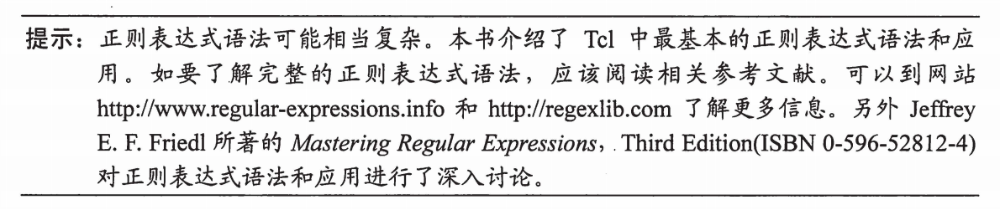 提示：正则表达式语法可能相当复杂。本书介绍了 Tcl 中最基本的正则表达式语法和应
用。如要了解完整的正则表达式语法，应该阅读相关参考文献。可以到网站
http://www.regular-expressions.info 和 http://regexlib.com 了解更多信息。另外 Jeffrey
E. F. Friedl 所著的 Mastering Regular Expressions，Third Edition(ISBN 0-596-52812-4)
对正则表达式语法和应用进行了深入讨论。